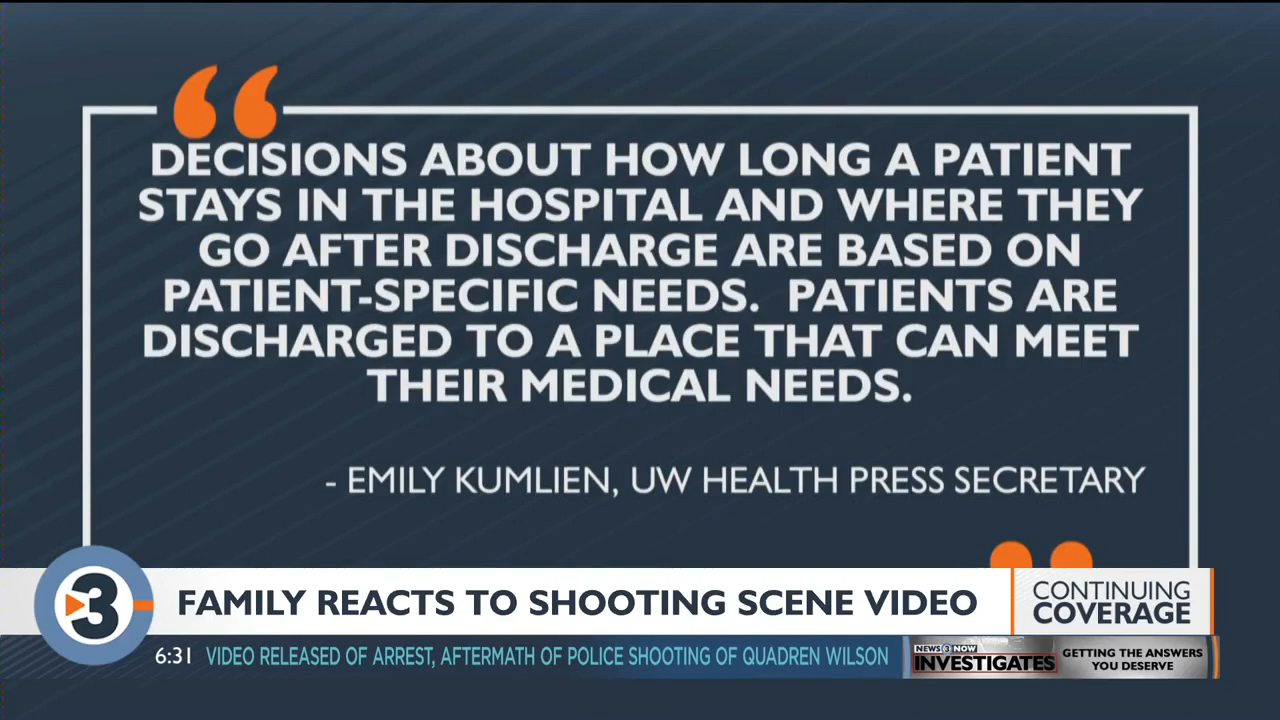 “
DECISIONS ABOUT HOW LONG A PATIENT
STAYS IN THE HOSPITAL AND WHERE THEY
GO AFTER DISCHARGE ARE BASED ON
PATIENT-SPECIFIC NEEDS.  PATIENTS ARE
DISCHARGED TO A PLACE THAT CAN MEET
THEIR MEDICAL NEEDS.
- EMILY KUMLIEN, UW HEALTH PRESS SECRETARY
3
FAMILY REACTS TO SHOOTING SCENE VIDEO
CONTINUING
COVERAGE
6:31 VIDEO RELEASED OF ARREST, AFTERMATH OF POLICE SHOOTING OF QUADREN WILSON
NEWS 3 NOW
INVESTIGATES
GETTING THE ANSWERS
YOU DESERVE